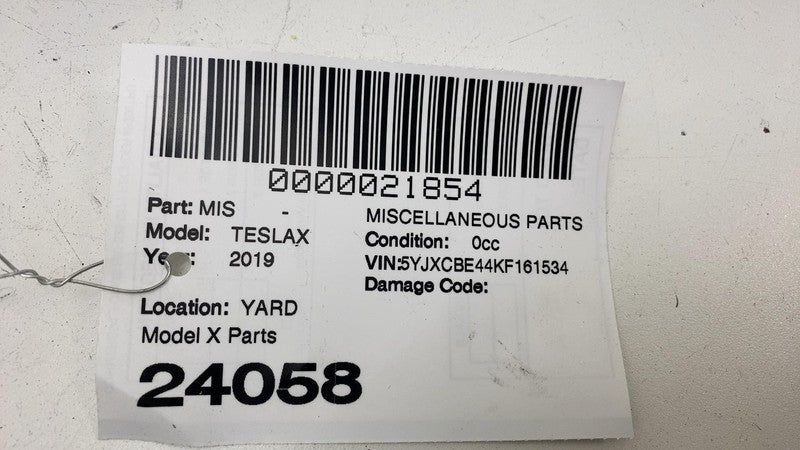 0000021854
Part: MIS - MISCELLANEOUS PARTS
Model: TESLAX Condition: 0cc
Year: 2019 VIN:5YJXCBE44KF161534
Damage Code:
Location: YARD
Model X Parts
24058